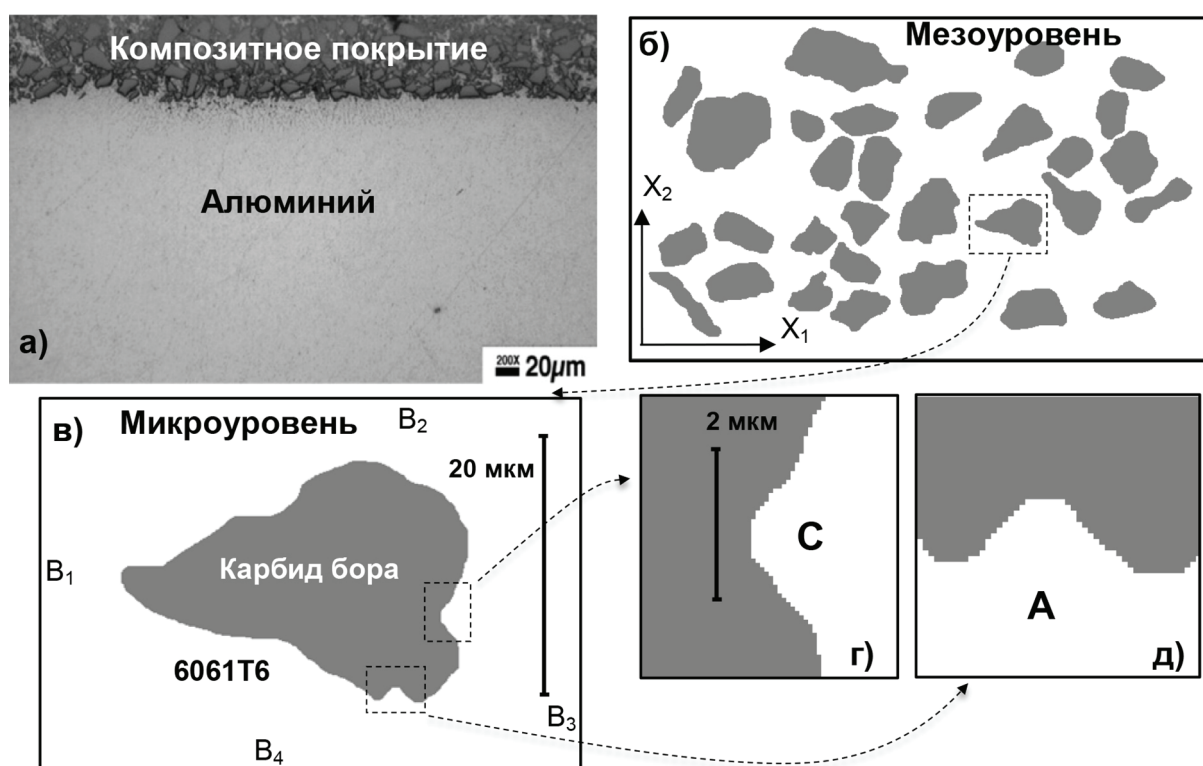 Композитное покрытие
Алюминий
а)
200X 20µm
б)
Мезоуровень
X2
X1
в)
Микроуровень
B2
20 мкм
B1
Карбид бора
6061Т6
B3
B4
2 мкм
С
г)
А
д)